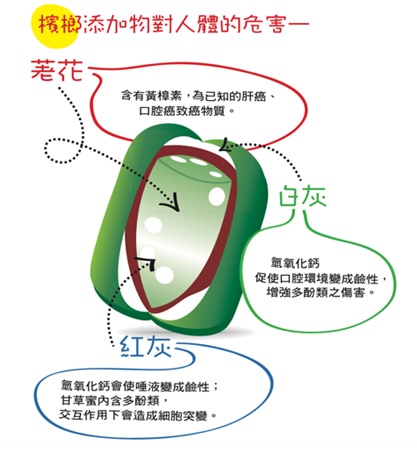 檳榔添加物對人體的危害一
荖花
含有黃樟素，為已知的肝癌、
口腔癌致癌物質。
白灰
氫氧化鈣
促使口腔環境變成鹼性，
增強多酚類之傷害。
紅灰
氫氧化鈣會使唾液變成鹼性；
甘草蜜內含多酚類，
交互作用下會造成細胞突變。